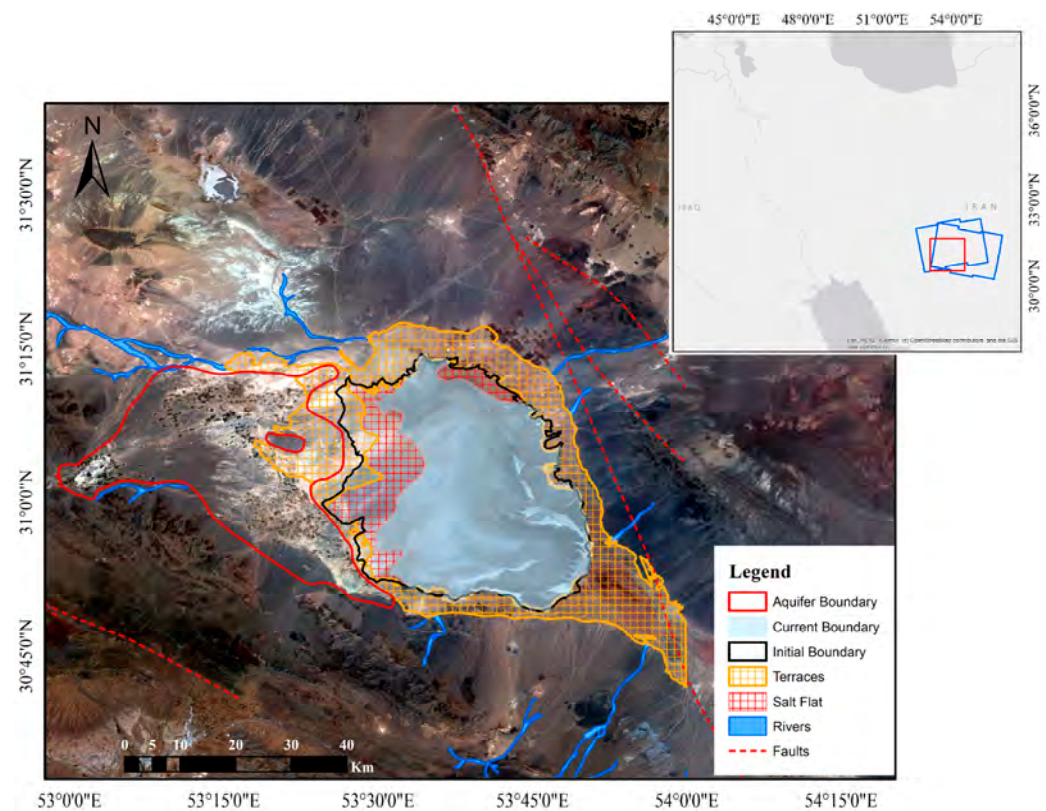 45°0'0"E 48°0'0"E 51°0'0"E 54°0'0"E
36°0'0"N
33°0'0"N
30°0'0"N
IRAQ
IRAN
N
31°30'0"N
31°15'0"N
31°0'0"N
30°45'0"N
Legend
Aquifer Boundary
Current Boundary
Initial Boundary
Terraces
Salt Flat
Rivers
Faults
0 5 10 20 30 40
Km
53°0'0"E 53°15'0"E 53°30'0"E 53°45'0"E 54°0'0"E 54°15'0"E